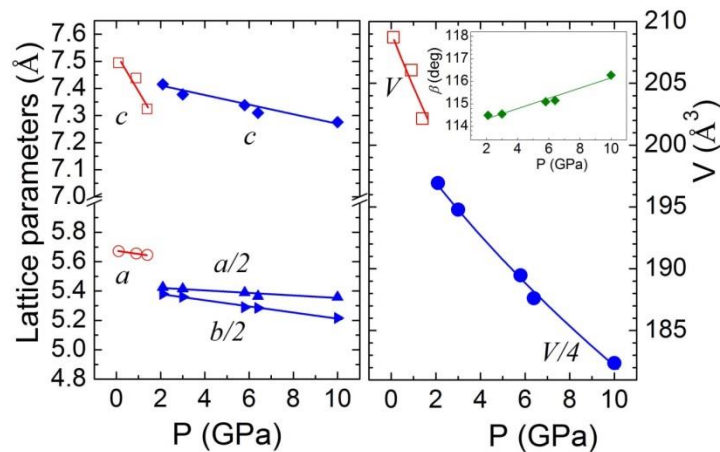 Lattice parameters (Å)
7.5
7.4
7.3
7.2
7.1
7.0
5.8
5.6
5.4
5.2
5.0
4.8
c
c
a
a/2
b/2
0 2 4 6 8 10
P (GPa)
V
V/4
β (deg)
118
117
116
115
114
2 4 6 8 10
P (GPa)
0 2 4 6 8 10
P (GPa)
210
205
200
195
190
185
V (Å³)